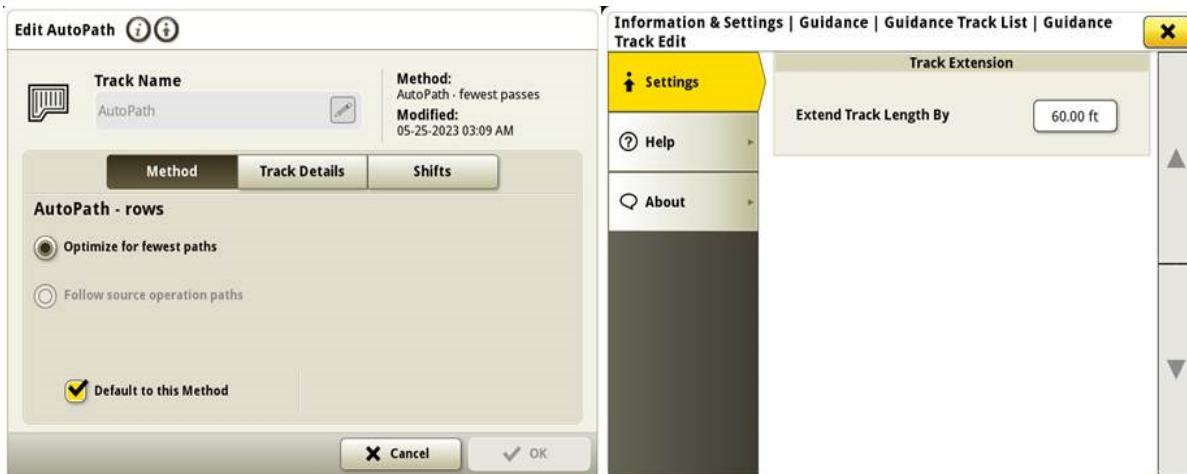 Edit AutoPath
Track Name
AutoPath
Method:
AutoPath - fewest passes
Modified:
05-25-2023 03:09 AM
Method
Track Details
Shifts
AutoPath - rows
Optimize for fewest paths
Follow source operation paths
Default to this Method
Cancel
OK
Information & Settings | Guidance | Guidance Track List | Guidance
Track Edit
Settings
Help
About
Track Extension
Extend Track Length By
60.00 ft